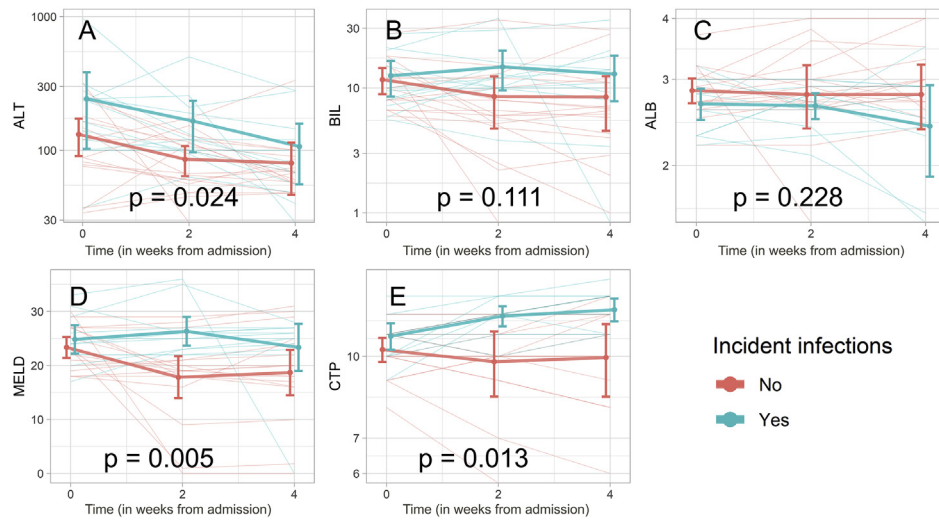 A
1000
300
100
30
ALT
p = 0.024
0 2 4
Time (in weeks from admission)
B
30
10
3
1
BIL
p = 0.111
0 2 4
Time (in weeks from admission)
C
4
3
2
ALB
p = 0.228
0 2 4
Time (in weeks from admission)
D
30
20
10
0
MELD
p = 0.005
0 2 4
Time (in weeks from admission)
E
10
7
6
CTP
p = 0.013
0 2 4
Time (in weeks from admission)
Incident infections
No
Yes